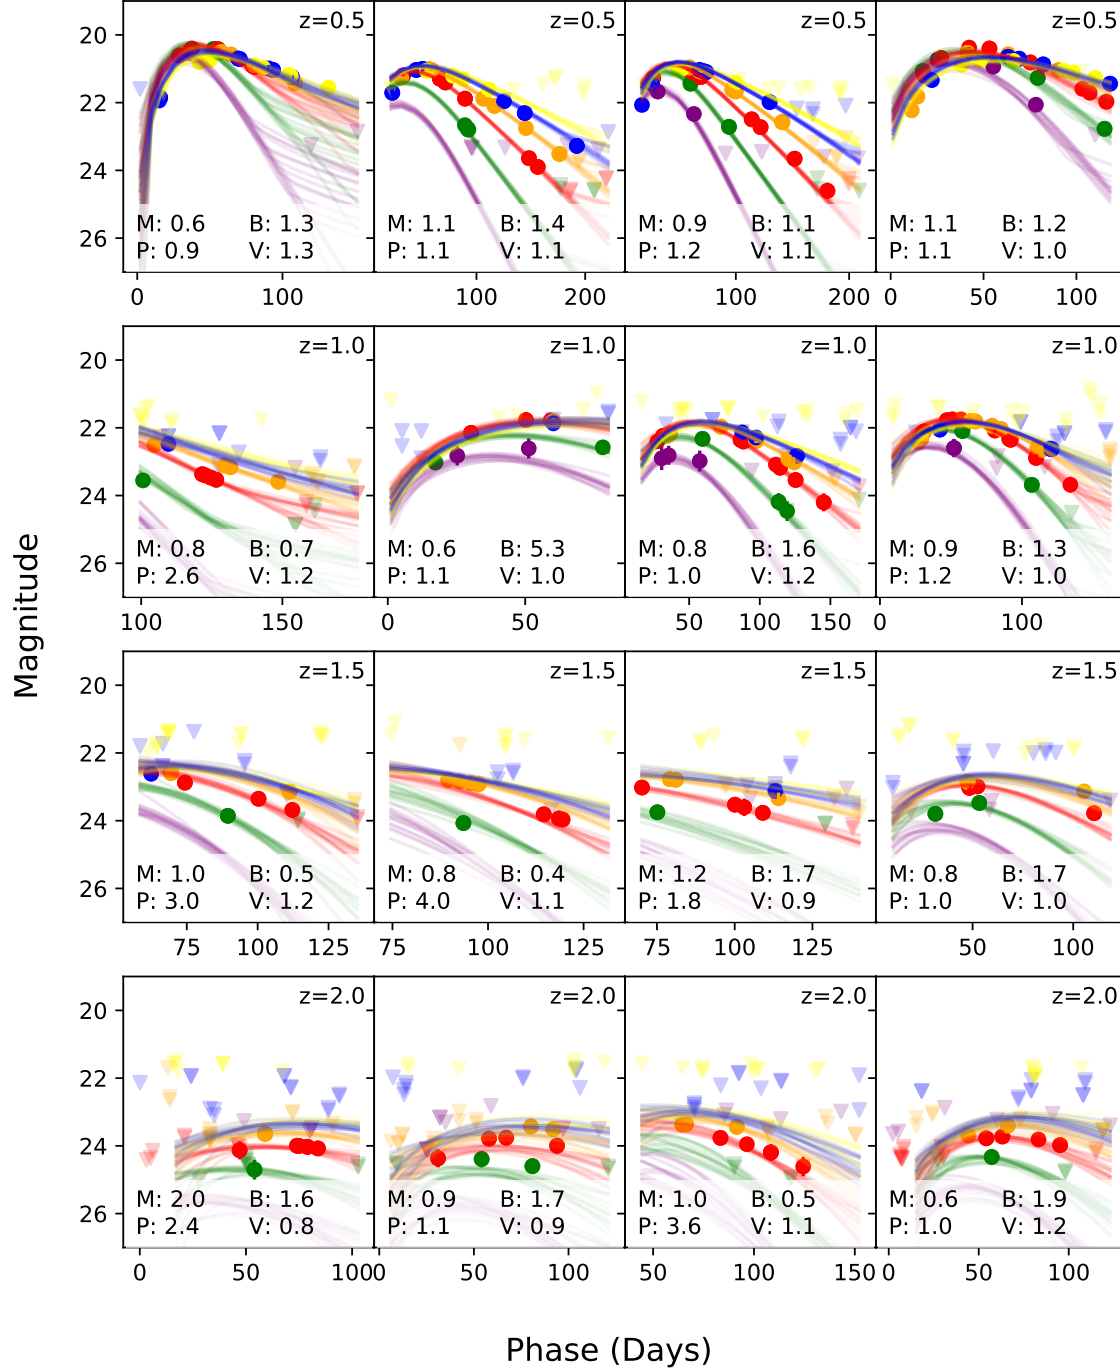 z=0.5 z=0.5 z=0.5 z=0.5
20
22
24
26
M: 0.6 B: 1.3 M: 1.1 B: 1.4 M: 0.9 B: 1.1 M: 1.1 B: 1.2
P: 0.9 V: 1.3 P: 1.1 V: 1.1 P: 1.2 V: 1.1 P: 1.1 V: 1.0
0 100 100 200 100 200 0 50 100
z=1.0 z=1.0 z=1.0 z=1.0
20
22
24
26
M: 0.8 B: 0.7 M: 0.6 B: 5.3 M: 0.8 B: 1.6 M: 0.9 B: 1.3
P: 2.6 V: 1.2 P: 1.1 V: 1.0 P: 1.0 V: 1.2 P: 1.2 V: 1.0
100 150 0 50 50 100 150 0 100
Magnitude
z=1.5 z=1.5 z=1.5 z=1.5
20
22
24
26
M: 1.0 B: 0.5 M: 0.8 B: 0.4 M: 1.2 B: 1.7 M: 0.8 B: 1.7
P: 3.0 V: 1.2 P: 4.0 V: 1.1 P: 1.8 V: 0.9 P: 1.0 V: 1.0
75 100 125 75 100 75 100 125 50 100
z=2.0 z=2.0 z=2.0 z=2.0
20
22
24
26
M: 2.0 B: 1.6 M: 0.9 B: 1.7 M: 1.0 B: 0.5 M: 0.6 B: 1.9
P: 2.4 V: 0.8 P: 1.1 V: 0.9 P: 3.6 V: 1.1 P: 1.0 V: 1.2
0 50 100 0 50 100 50 100 150 0 50 100
Phase (Days)